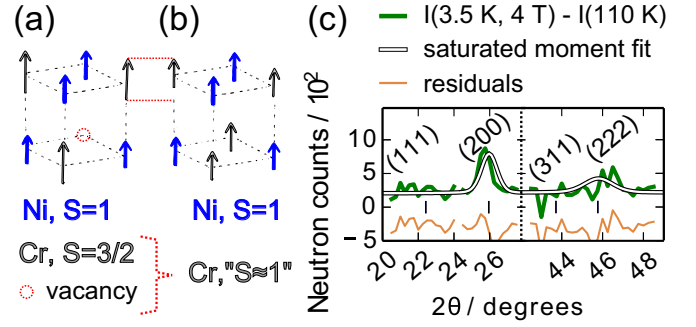 (a)
(b)
Ni, S=1
Ni, S=1
Cr, S=3/2
vacancy
Cr,"S≈1"
(c)
I(3.5 K, 4 T) - I(110 K)
saturated moment fit
residuals
Neutron counts / 10²
10
5
0
−5
(111)
(200)
(311)
(222)
20
22
24
26
44
46
48
2θ / degrees